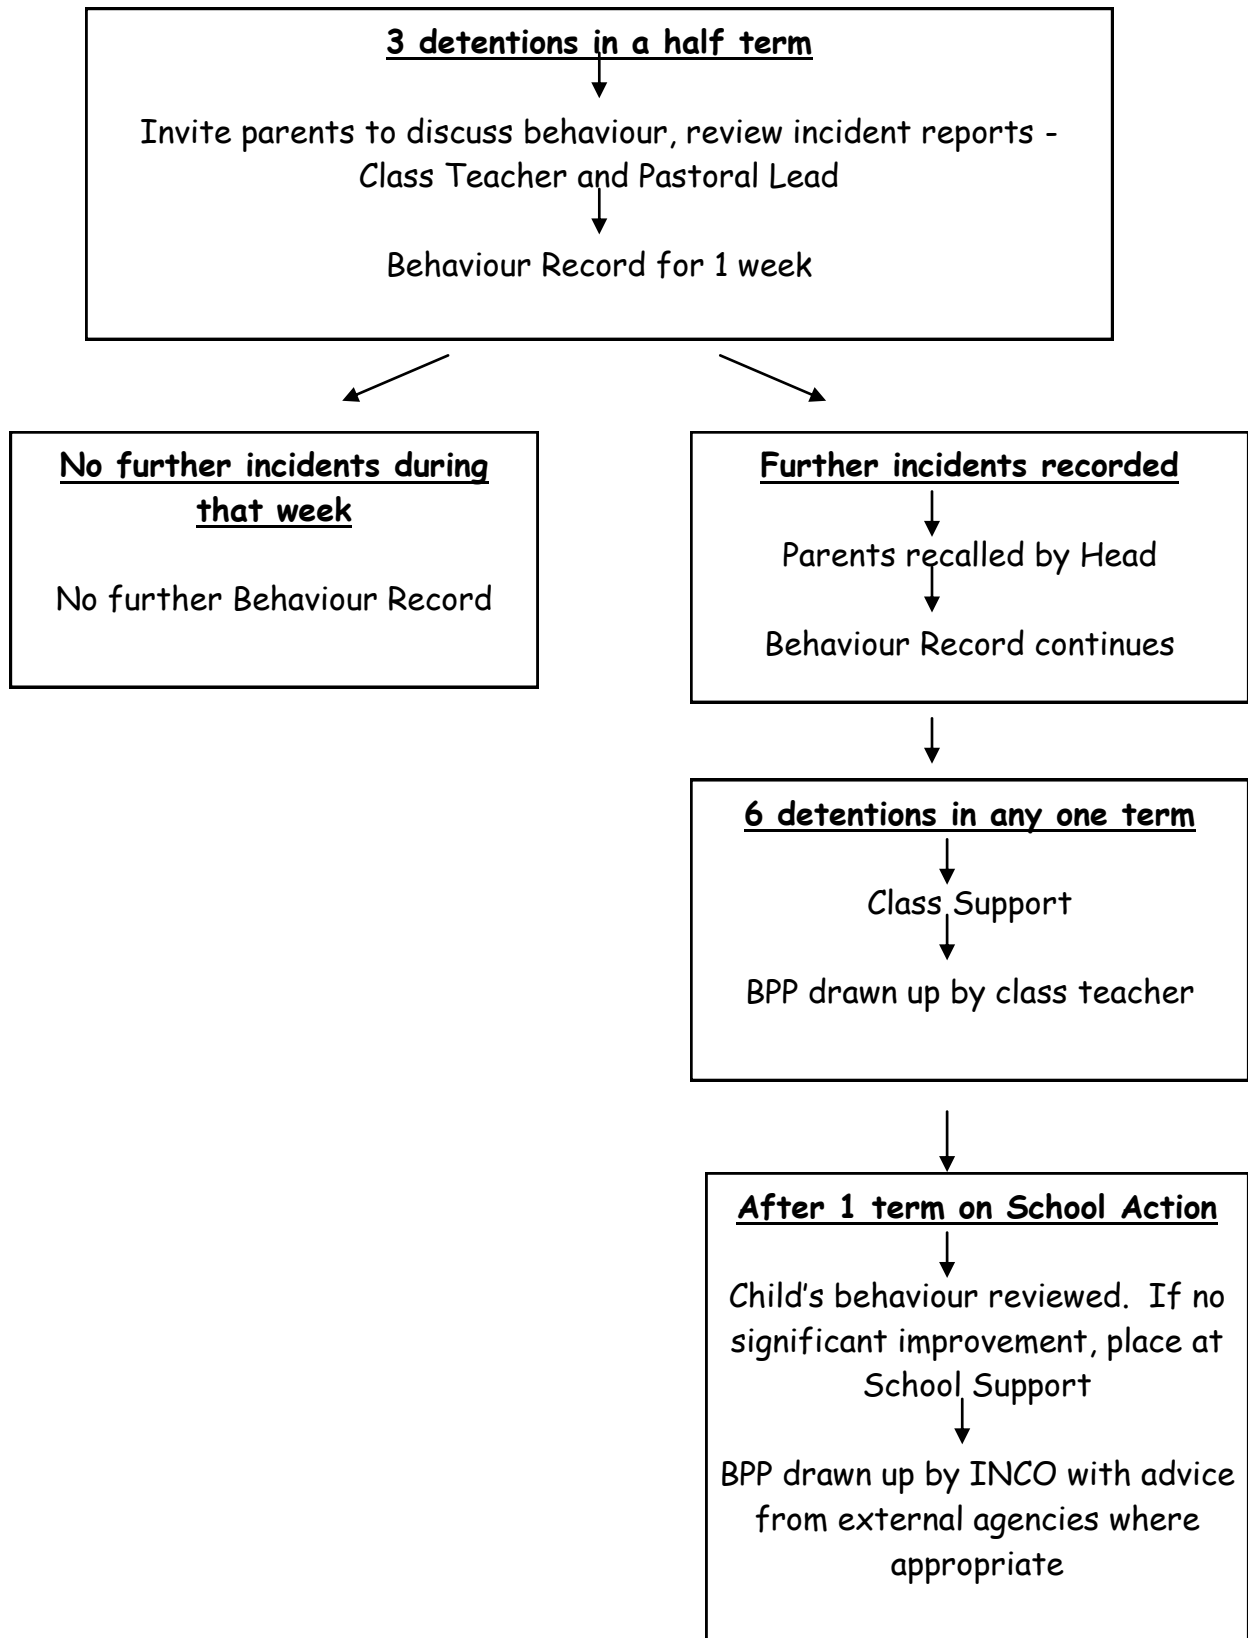 3 detentions in a half term
Invite parents to discuss behaviour, review incident reports -
Class Teacher and Pastoral Lead
Behaviour Record for 1 week
No further incidents during
that week
No further Behaviour Record
Further incidents recorded
Parents recalled by Head
Behaviour Record continues
6 detentions in any one term
Class Support
BPP drawn up by class teacher
After 1 term on School Action
Child's behaviour reviewed.  If no
significant improvement, place at
School Support
BPP drawn up by INCO with advice
from external agencies where
appropriate